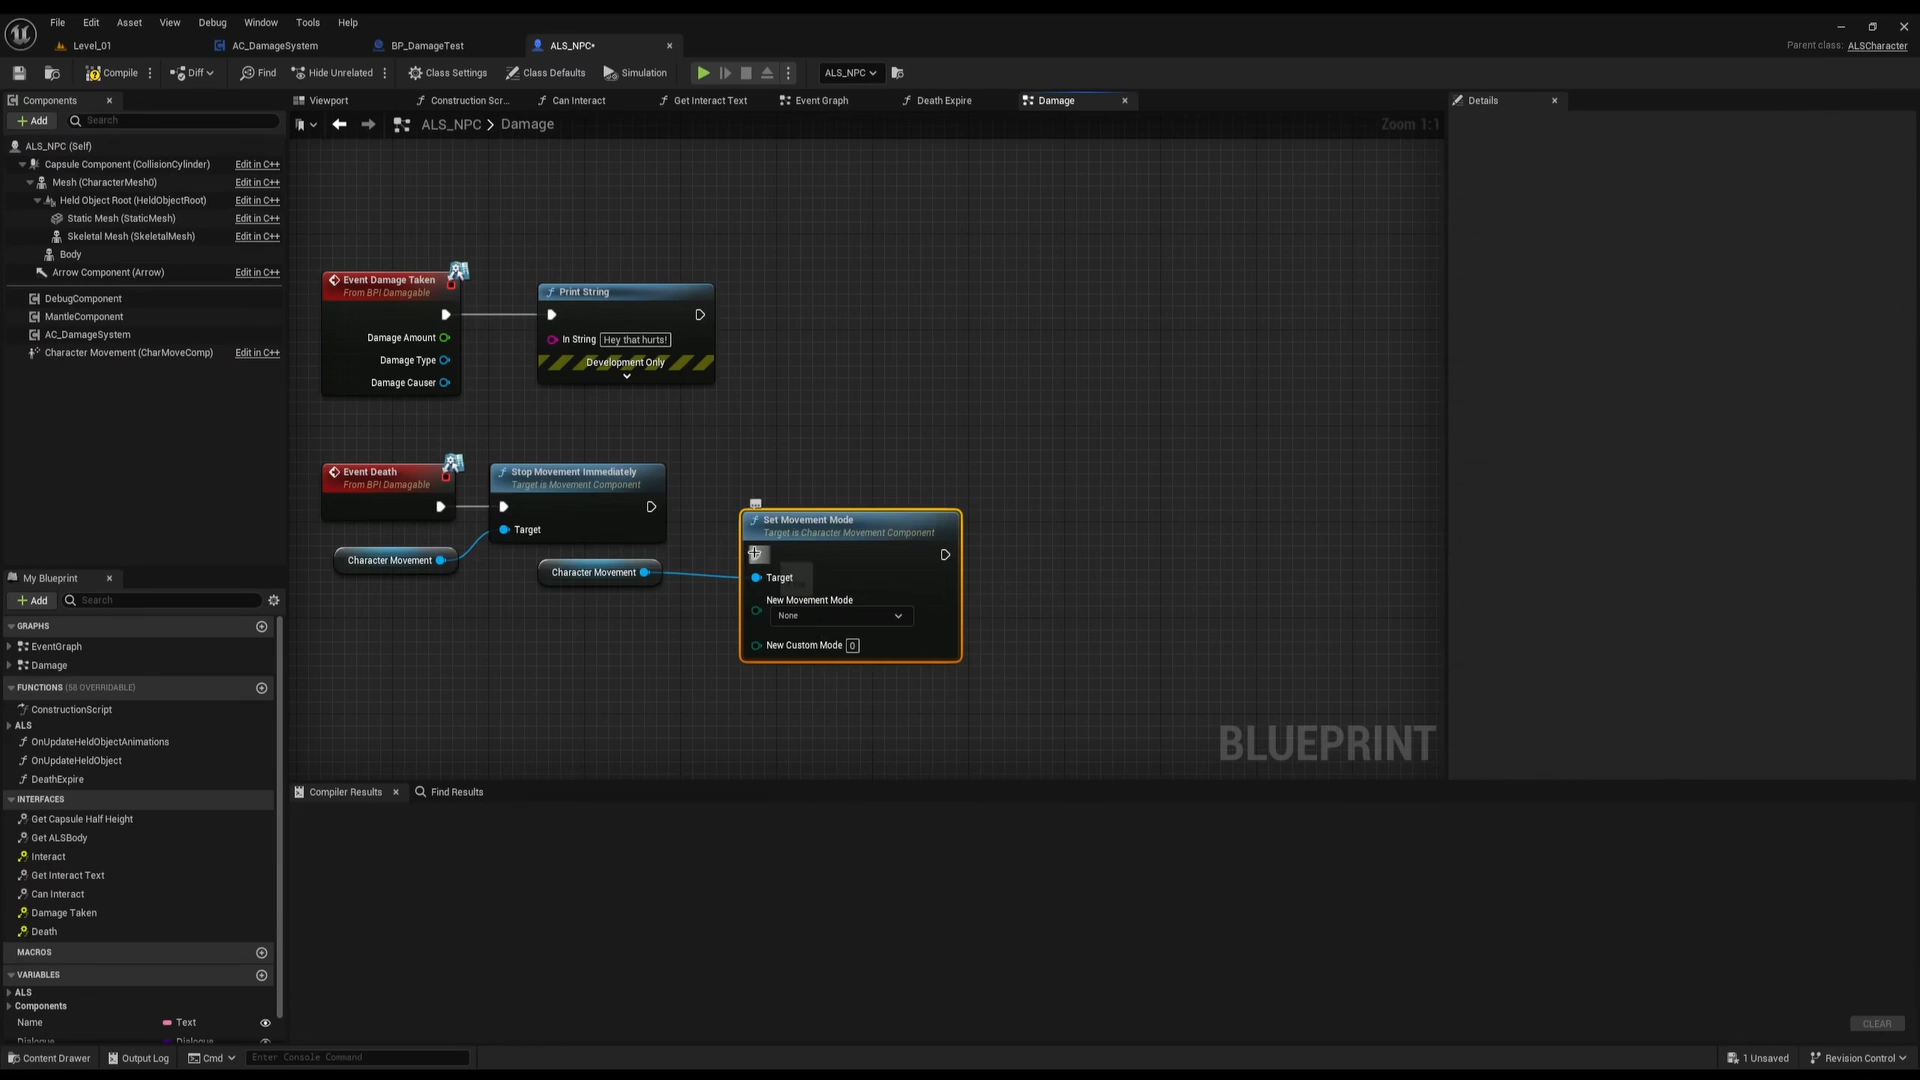 File Edit Asset View Debug Window Tools Help
Level_01 AC_DamageSystem BP_DamageTest ALS_NPC*
Parent class: ALSCharacter
Compile Diff Find Hide Unrelated Class Settings Class Defaults Simulation ALS_NPC
Components
Viewport Construction Scr... Can Interact Get Interact Text Event Graph Death Expire Damage
Details
Add Search
ALS_NPC > Damage
Zoom 1:1
ALS_NPC (Self)
Capsule Component (CollisionCylinder) Edit in C++
Mesh (CharacterMesh0) Edit in C++
Held Object Root (HeldObjectRoot) Edit in C++
Static Mesh (StaticMesh) Edit in C++
Skeletal Mesh (SkeletalMesh) Edit in C++
Body
Arrow Component (Arrow) Edit in C++
DebugComponent
MantleComponent
AC_DamageSystem
Character Movement (CharMoveComp) Edit in C++
Event Damage Taken
From BPI Damagable
Damage Amount
Damage Type
Damage Causer
Print String
In String Hey that hurts!
Development Only
Event Death
From BPI Damagable
Stop Movement Immediately
Target is Movement Component
Target
Character Movement
Character Movement
Set Movement Mode
Target is Character Movement Component
Target
New Movement Mode
None
New Custom Mode 0
BLUEPRINT
My Blueprint
Add Search
GRAPHS
EventGraph
Damage
FUNCTIONS (58 OVERRIDABLE)
ConstructionScript
ALS
OnUpdateHeldObjectAnimations
OnUpdateHeldObject
DeathExpire
INTERFACES
Get Capsule Half Height
Get ALSBody
Interact
Get Interact Text
Can Interact
Damage Taken
Death
MACROS
VARIABLES
ALS
Components
Name Text
Dialogue Dialogue
Compiler Results Find Results
CLEAR
Content Drawer Output Log Cmd Enter Console Command
1 Unsaved Revision Control